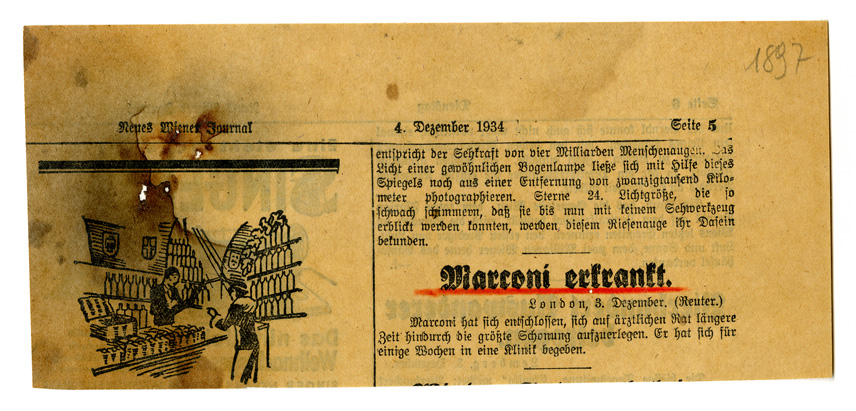 1897
Neues Wiener Journal
4. Dezember 1934
Seite 5
entspricht der Sehkraft von vier Milliarden Menschenaugen. Das
Licht einer gewöhnlichen Bogenlampe ließe sich mit Hilfe dieses
Spiegels noch aus einer Entfernung von zwanzigtausend Kilo-
meter photographieren. Sterne 24. Lichtgröße, die so
schwach schimmern, daß sie bis nun mit keinem Sehwerkzeug
erblickt werden konnten, werden diesem Riesenauge ihr Dasein
bekunden.
Marconi erkrankt.
London, 3. Dezember. (Reuter.)
Marconi hat sich entschlossen, sich auf ärztlichen Rat längere
Zeit hindurch die größte Schonung aufzuerlegen. Er hat sich für
einige Wochen in eine Klinik begeben.